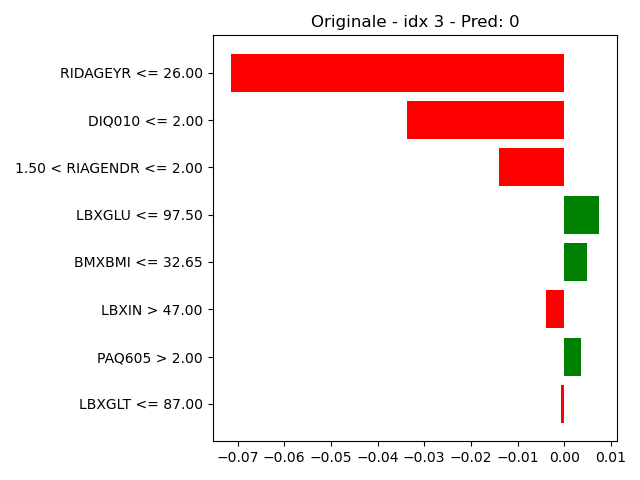 Originale - idx 3 - Pred: 0
RIDAGEYR <= 26.00
DIQ010 <= 2.00
1.50 < RIAGENDR <= 2.00
LBXGLU <= 97.50
BMXBMI <= 32.65
LBXIN > 47.00
PAQ605 > 2.00
LBXGLT <= 87.00
−0.07 −0.06 −0.05 −0.04 −0.03 −0.02 −0.01 0.00 0.01